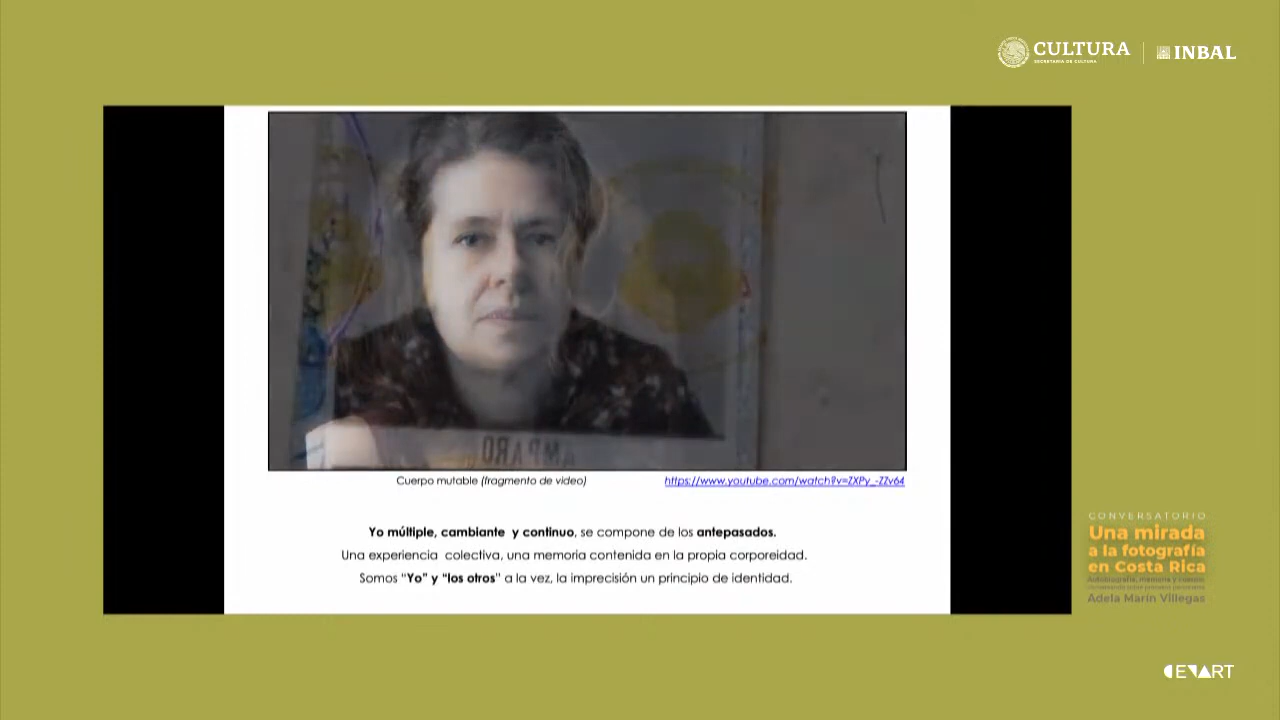 CULTURA
SECRETARÍA DE CULTURA
INBAL
AMPARO
Cuerpo mutable (fragmento de video)
https://www.youtube.com/watch?v=ZXPy_-ZZv64
Yo múltiple, cambiante y continuo, se compone de los antepasados.
Una experiencia colectiva, una memoria contenida en la propia corporeidad.
Somos “Yo” y “los otros” a la vez, la imprecisión un principio de identidad.
CONVERSATORIO
Una mirada
a la fotografía
en Costa Rica
Autobiografía, memoria y cuerpo:
Adela Marín Villegas
CENART